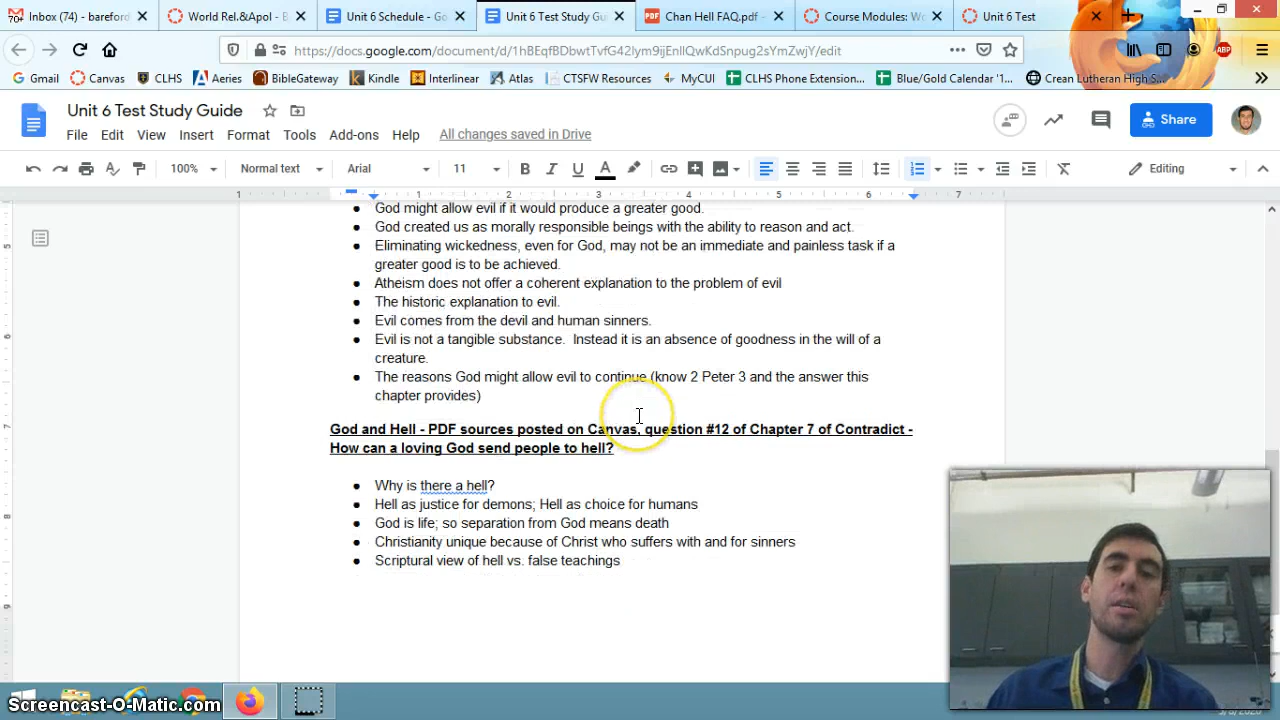 Inbox (74) - bareford
World Rel.&Apol - B
Unit 6 Schedule - Go
Unit 6 Test Study Gu
Chan Hell FAQ.pdf -
Course Modules: Wo
Unit 6 Test
https://docs.google.com/document/d/1hBEqfBDbwtTvfG42lym9ijEnIlQwKdSnpug2sYmZwjY/edit
Gmail Canvas CLHS Aeries BibleGateway Kindle Interlinear Atlas CTSFW Resources MyCUI CLHS Phone Extension... Blue/Gold Calendar '1... Crean Lutheran High S...
Unit 6 Test Study Guide
Share
File Edit View Insert Format Tools Add-ons Help All changes saved in Drive
100% Normal text Arial B U A Editing
1 1 2 3 4 5 6 7
God might allow evil if it would produce a greater good.
God created us as morally responsible beings with the ability to reason and act.
Eliminating wickedness, even for God, may not be an immediate and painless task if a
greater good is to be achieved.
Atheism does not offer a coherent explanation to the problem of evil
The historic explanation to evil.
Evil comes from the devil and human sinners.
Evil is not a tangible substance. Instead it is an absence of goodness in the will of a
creature.
The reasons God might allow evil to continue (know 2 Peter 3 and the answer this
chapter provides)
God and Hell - PDF sources posted on Canvas, question #12 of Chapter 7 of Contradict -
How can a loving God send people to hell?
Why is there a hell?
Hell as justice for demons; Hell as choice for humans
God is life, so separation from God means death
Christianity unique because of Christ who suffers with and for sinners
Scriptural view of hell vs. false teachings
Screencast-O-Matic.com